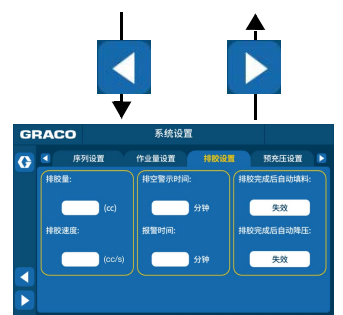 GRACO 系统设置
序列设置 作业量设置 排胶设置 预充压设置
排胶量: 排空警示时间: 排胶完成后自动填料:
(cc) 分钟 失效
排胶速度: 报警时间: 排胶完成后自动降压:
(cc/s) 分钟 失效